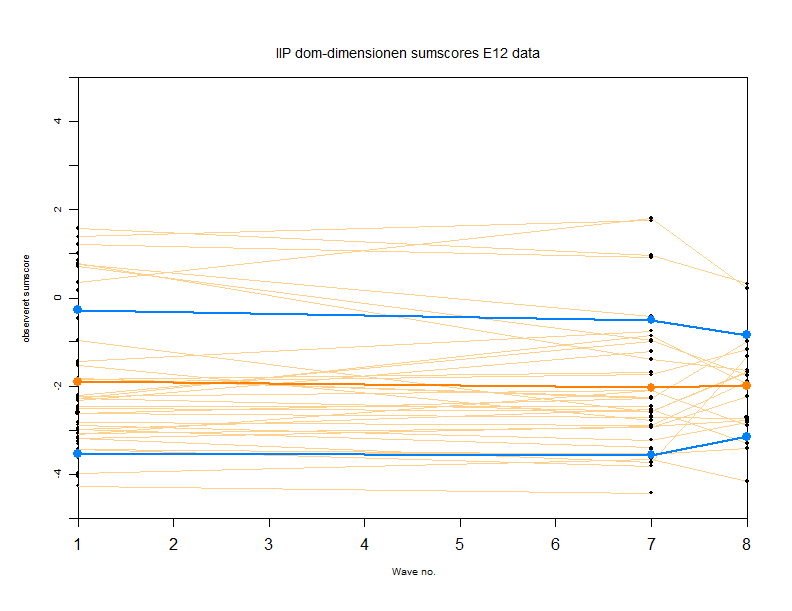 IIP dom-dimensionen sumscores E12 data
observeret sumscore
4
2
0
-2
-4
1 2 3 4 5 6 7 8
Wave no.